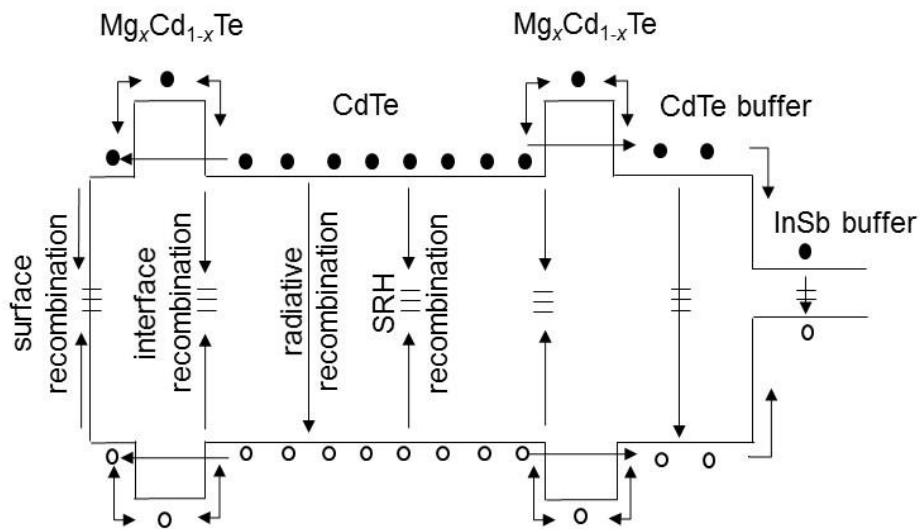 MgₓCd₁₋ₓTe
MgₓCd₁₋ₓTe
CdTe
CdTe buffer
InSb buffer
surface
recombination
interface
recombination
radiative
recombination
SRH
recombination